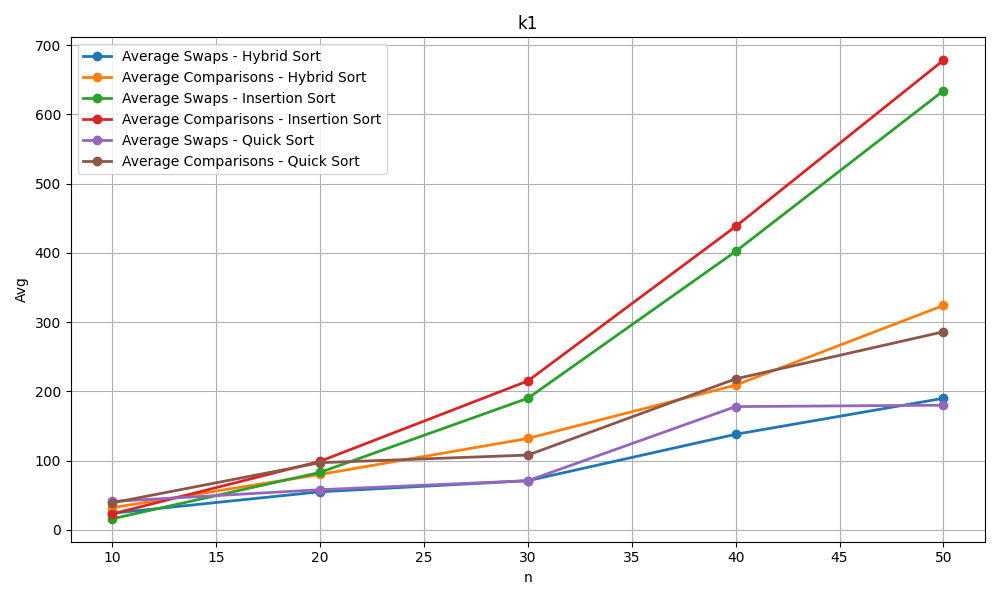 k1
Average Swaps - Hybrid Sort
Average Comparisons - Hybrid Sort
Average Swaps - Insertion Sort
Average Comparisons - Insertion Sort
Average Swaps - Quick Sort
Average Comparisons - Quick Sort
700
600
500
400
300
200
100
0
Avg
10 15 20 25 30 35 40 45 50
n